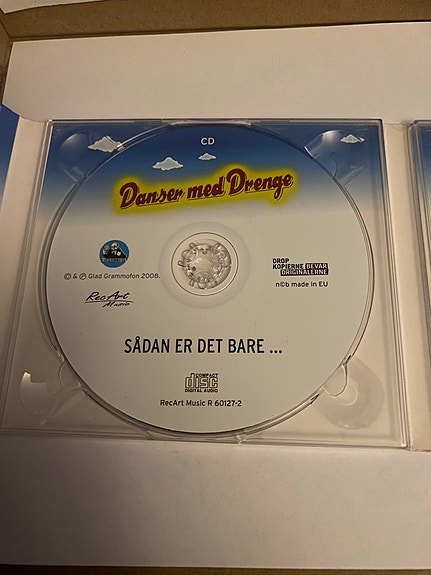 CD
Danser med Drenge
© & ℗ Glad Grammofon 2008.
RecArt
Music
DROP
KOPIERNE BEVAR
ORIGINALERNE
n©b made in EU
SÅDAN ER DET BARE ...
COMPACT
disc
DIGITAL AUDIO
RecArt Music R 60127-2